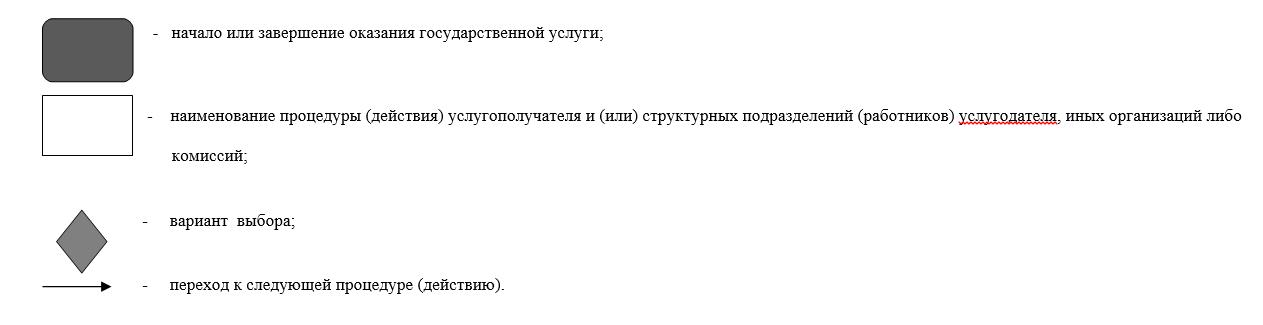 - начало или завершение оказания государственной услуги;
- наименование процедуры (действия) услугополучателя и (или) структурных подразделений (работников) услугодателя, иных организаций либо
комиссий;
- вариант выбора;
- переход к следующей процедуре (действию).